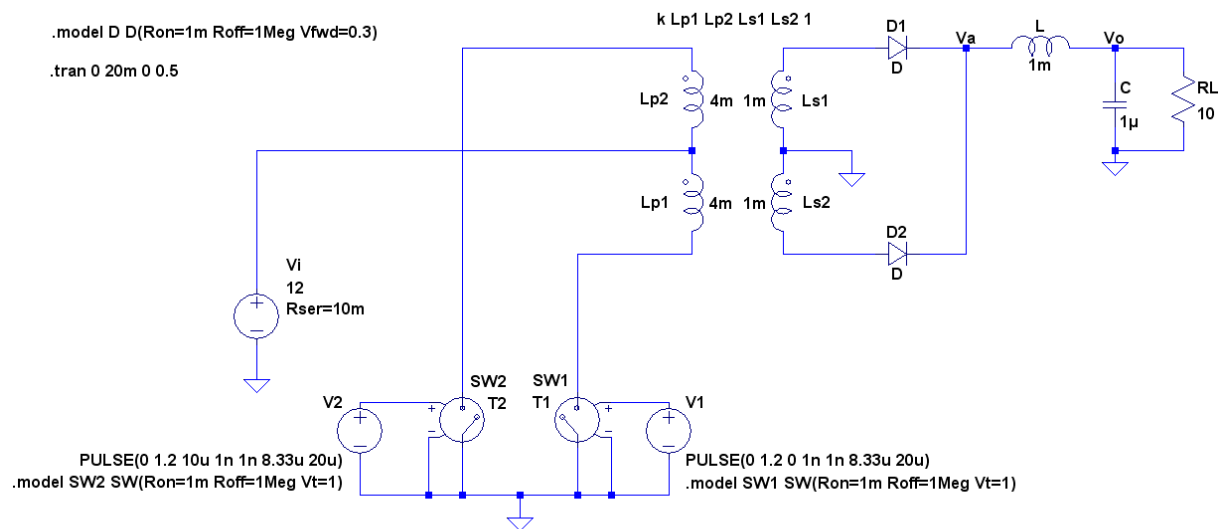 .model D D(Ron=1m Roff=1Meg Vfwd=0.3)
.tran 0 20m 0 0.5
k Lp1 Lp2 Ls1 Ls2 1
D1
D
Va
L
1m
Vo
C
1µ
RL
10
Lp2
4m
1m
Ls1
Lp1
4m
1m
Ls2
D2
D
Vi
12
Rser=10m
+
−
SW2
T2
SW1
T1
V2
+
−
+
−
+
−
V1
+
−
PULSE(0 1.2 10u 1n 1n 8.33u 20u)
.model SW2 SW(Ron=1m Roff=1Meg Vt=1)
PULSE(0 1.2 0 1n 1n 8.33u 20u)
.model SW1 SW(Ron=1m Roff=1Meg Vt=1)